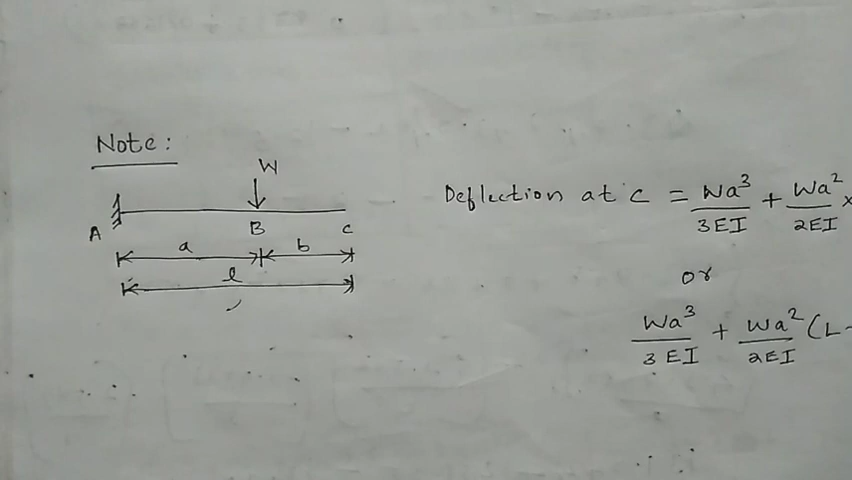 Note:
W
A
B
C
a
b
l
Deflection at C = Wa³/3EI + Wa²/2EI ×
or
Wa³/3EI + Wa²/2EI (L-